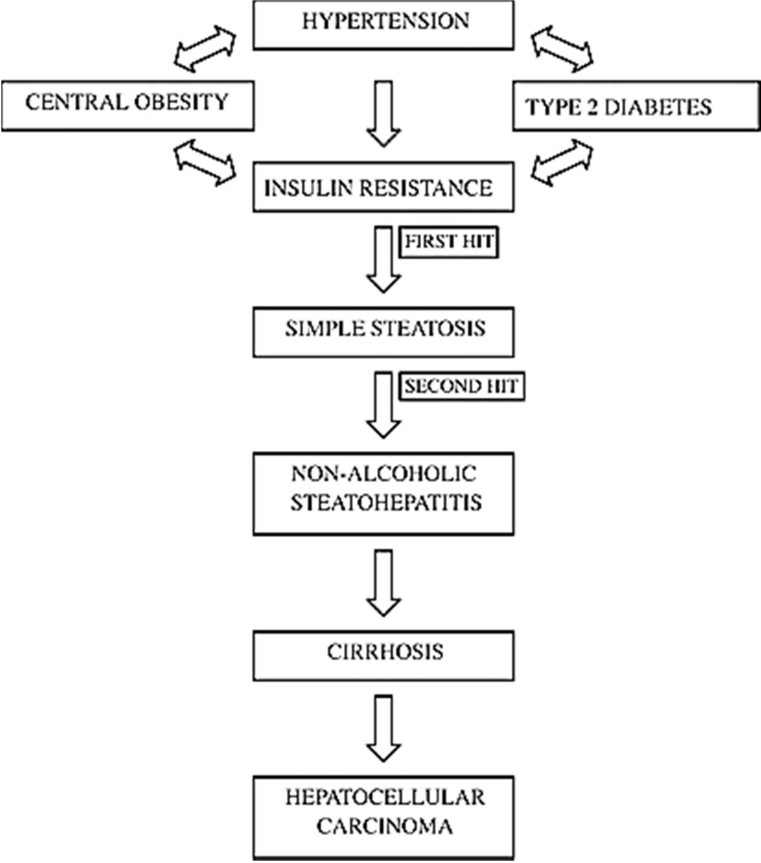 HYPERTENSION
CENTRAL OBESITY
TYPE 2 DIABETES
INSULIN RESISTANCE
FIRST HIT
SIMPLE STEATOSIS
SECOND HIT
NON-ALCOHOLIC
STEATOHEPATITIS
CIRRHOSIS
HEPATOCELLULAR
CARCINOMA